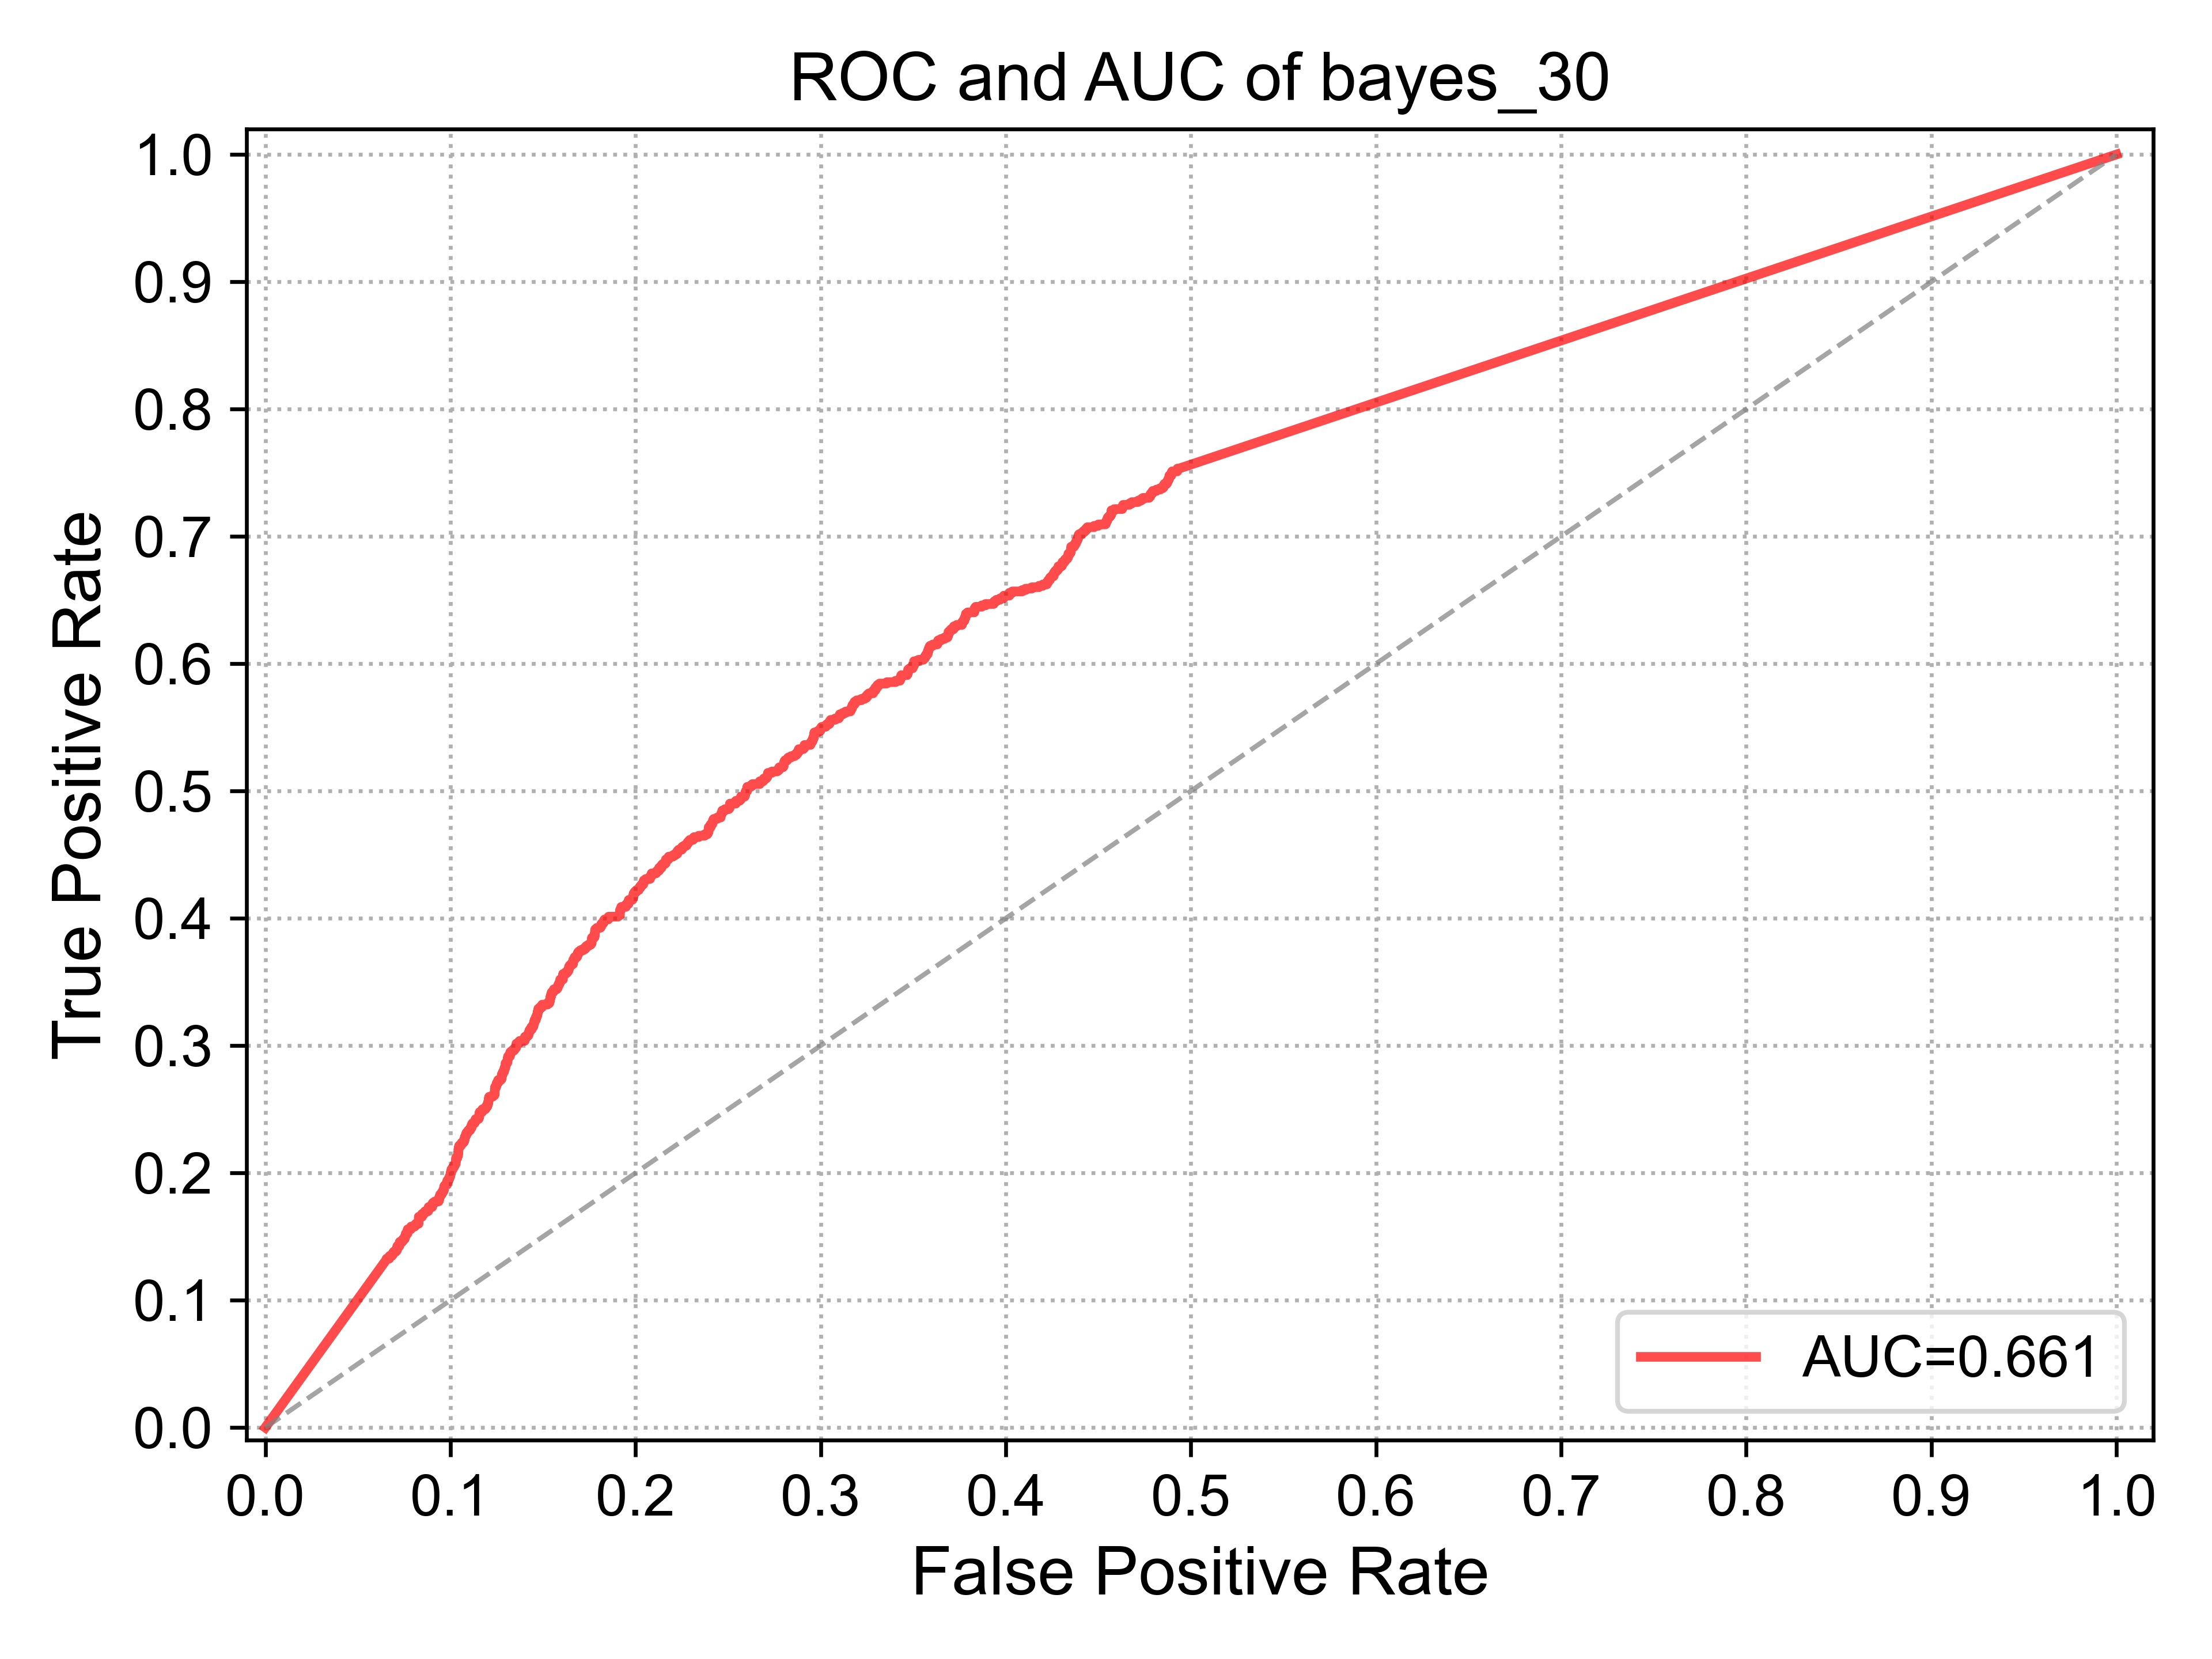 ROC and AUC of bayes_30
1.0
0.9
0.8
0.7
0.6
0.5
0.4
0.3
0.2
0.1
0.0
True Positive Rate
AUC=0.661
0.0 0.1 0.2 0.3 0.4 0.5 0.6 0.7 0.8 0.9 1.0
False Positive Rate